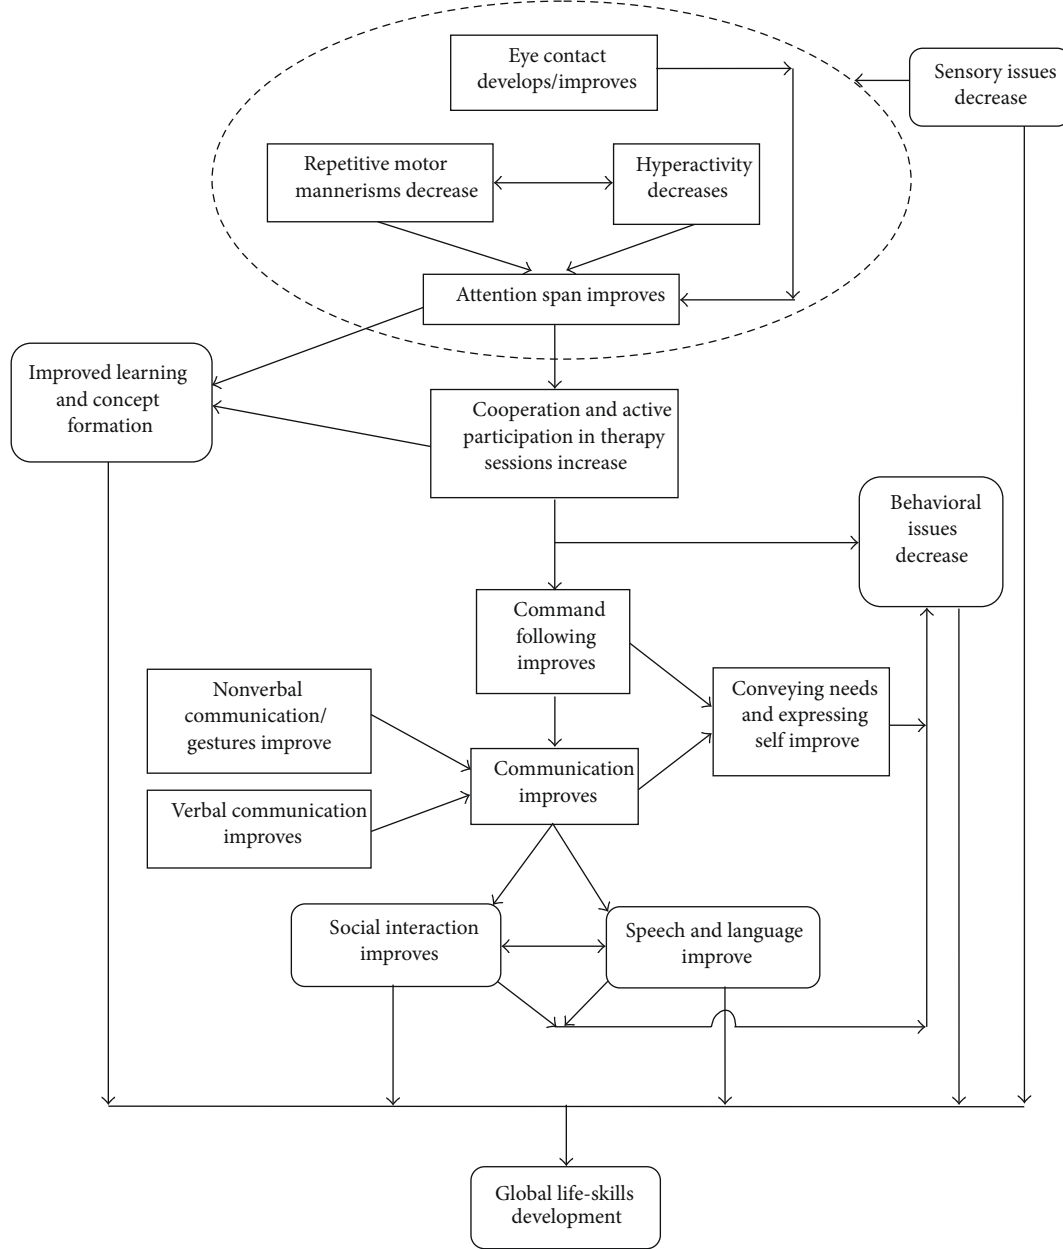 Eye contact
develops/improves
Sensory issues
decrease
Repetitive motor
mannerisms decrease
Hyperactivity
decreases
Attention span improves
Improved learning
and concept
formation
Cooperation and active
participation in therapy
sessions increase
Behavioral
issues
decrease
Command
following
improves
Nonverbal
communication/
gestures improve
Conveying needs
and expressing
self improve
Communication
improves
Verbal communication
improves
Social interaction
improves
Speech and language
improve
Global life-skills
development